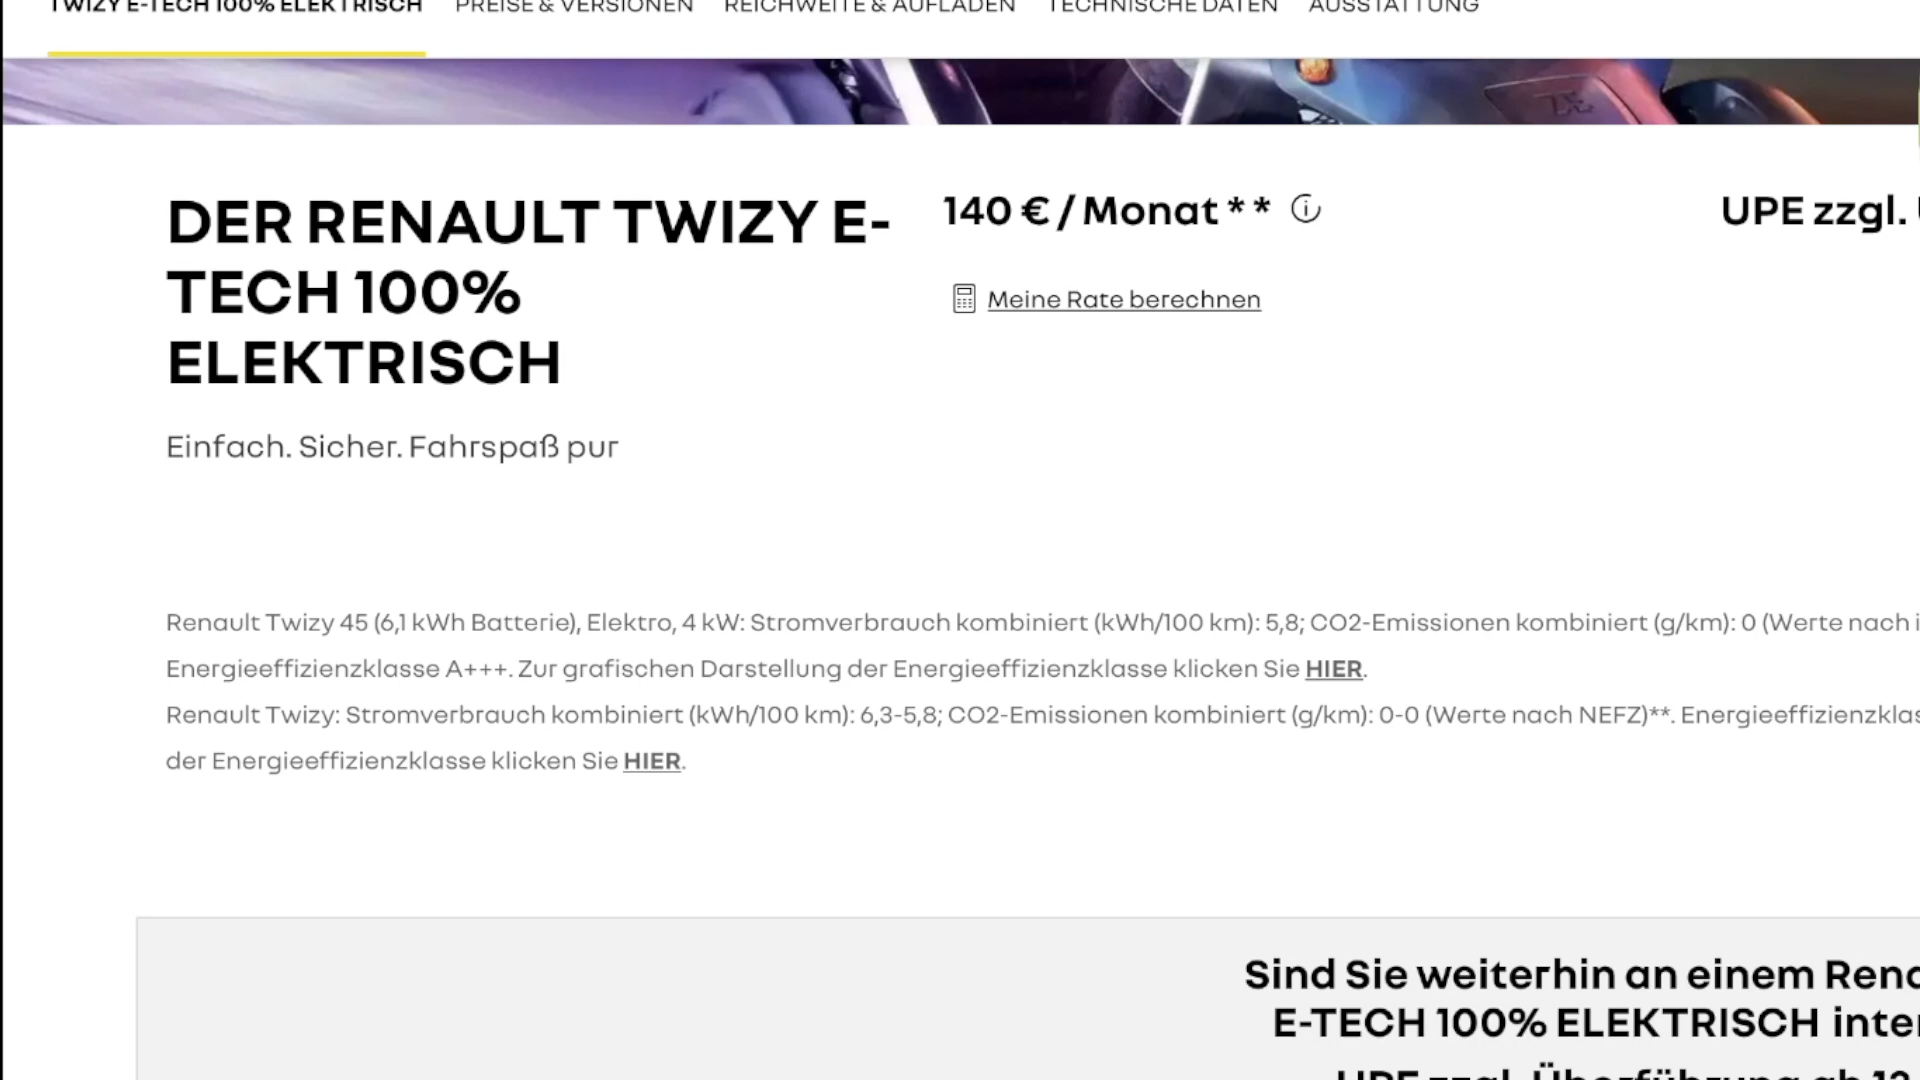 TWIZY E-TECH 100% ELEKTRISCH PREISE & VERSIONEN REICHWEITE & AUFLADEN TECHNISCHE DATEN AUSSTATTUNG
DER RENAULT TWIZY E-
TECH 100%
ELEKTRISCH
Einfach. Sicher. Fahrspaß pur
140 € / Monat * *
Meine Rate berechnen
UPE zzgl.
Renault Twizy 45 (6,1 kWh Batterie), Elektro, 4 kW: Stromverbrauch kombiniert (kWh/100 km): 5,8; CO2-Emissionen kombiniert (g/km): 0 (Werte nach
Energieeffizienzklasse A+++. Zur grafischen Darstellung der Energieeffizienzklasse klicken Sie HIER.
Renault Twizy: Stromverbrauch kombiniert (kWh/100 km): 6,3-5,8; CO2-Emissionen kombiniert (g/km): 0-0 (Werte nach NEFZ)**.
der Energieeffizienzklasse klicken Sie HIER.
Sind Sie weiterhin an einem
E-TECH 100% ELEKTRISCH
UPE zzgl. Überführung ab